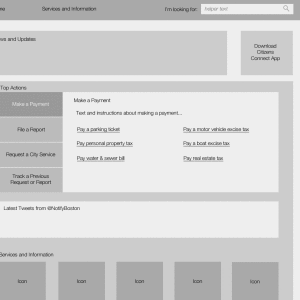 Services and Information
I'm looking for:
helper text
and Updates
Download
Citizens
Connect App
Top Actions
Make a Payment
Make a Payment
Text and instructions about making a payment...
File a Report
Pay a parking ticket
Pay a motor vehicle excise tax
Pay personal property tax
Pay a boat excise tax
Request a City Service
Pay water & sewer bill
Pay real estate tax
Track a Previous
Request or Report
Latest Tweets from @NotifyBoston
Services and Information
Icon
Icon
Icon
Icon
Icon